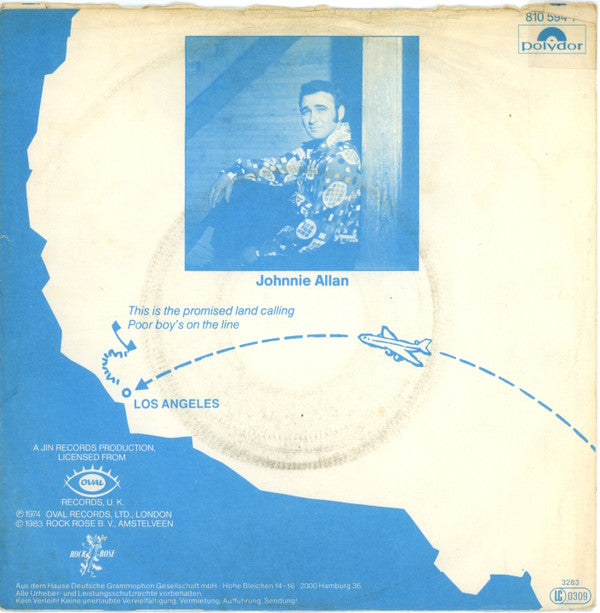 810 594-7
polydor
Johnnie Allan
This is the promised land calling
Poor boy's on the line
LOS ANGELES
A JIN RECORDS PRODUCTION,
LICENSED FROM
OVAL
RECORDS, U.K.
℗ 1974 OVAL RECORDS, LTD., LONDON
© 1983 ROCK ROSE B.V., AMSTELVEEN
ROCK ROSE
Aus dem Hause Deutsche Grammophon Gesellschaft mbH · Hohe Bleichen 14-16 · 2000 Hamburg 36
Alle Urheber- und Leistungsschutzrechte vorbehalten.
Kein Verleih! Keine unerlaubte Vervielfältigung, Vermietung, Aufführung, Sendung!
3283
LC 0309